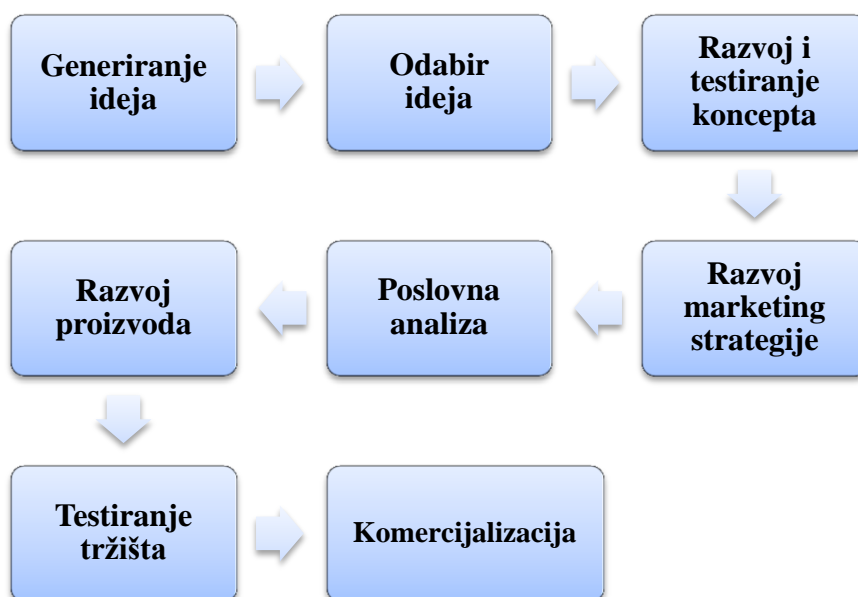 Generiranje
ideja
Odabir
ideja
Razvoj i
testiranje
koncepta
Razvoj
marketing
strategije
Poslovna
analiza
Razvoj
proizvoda
Testiranje
tržišta
Komercijalizacija